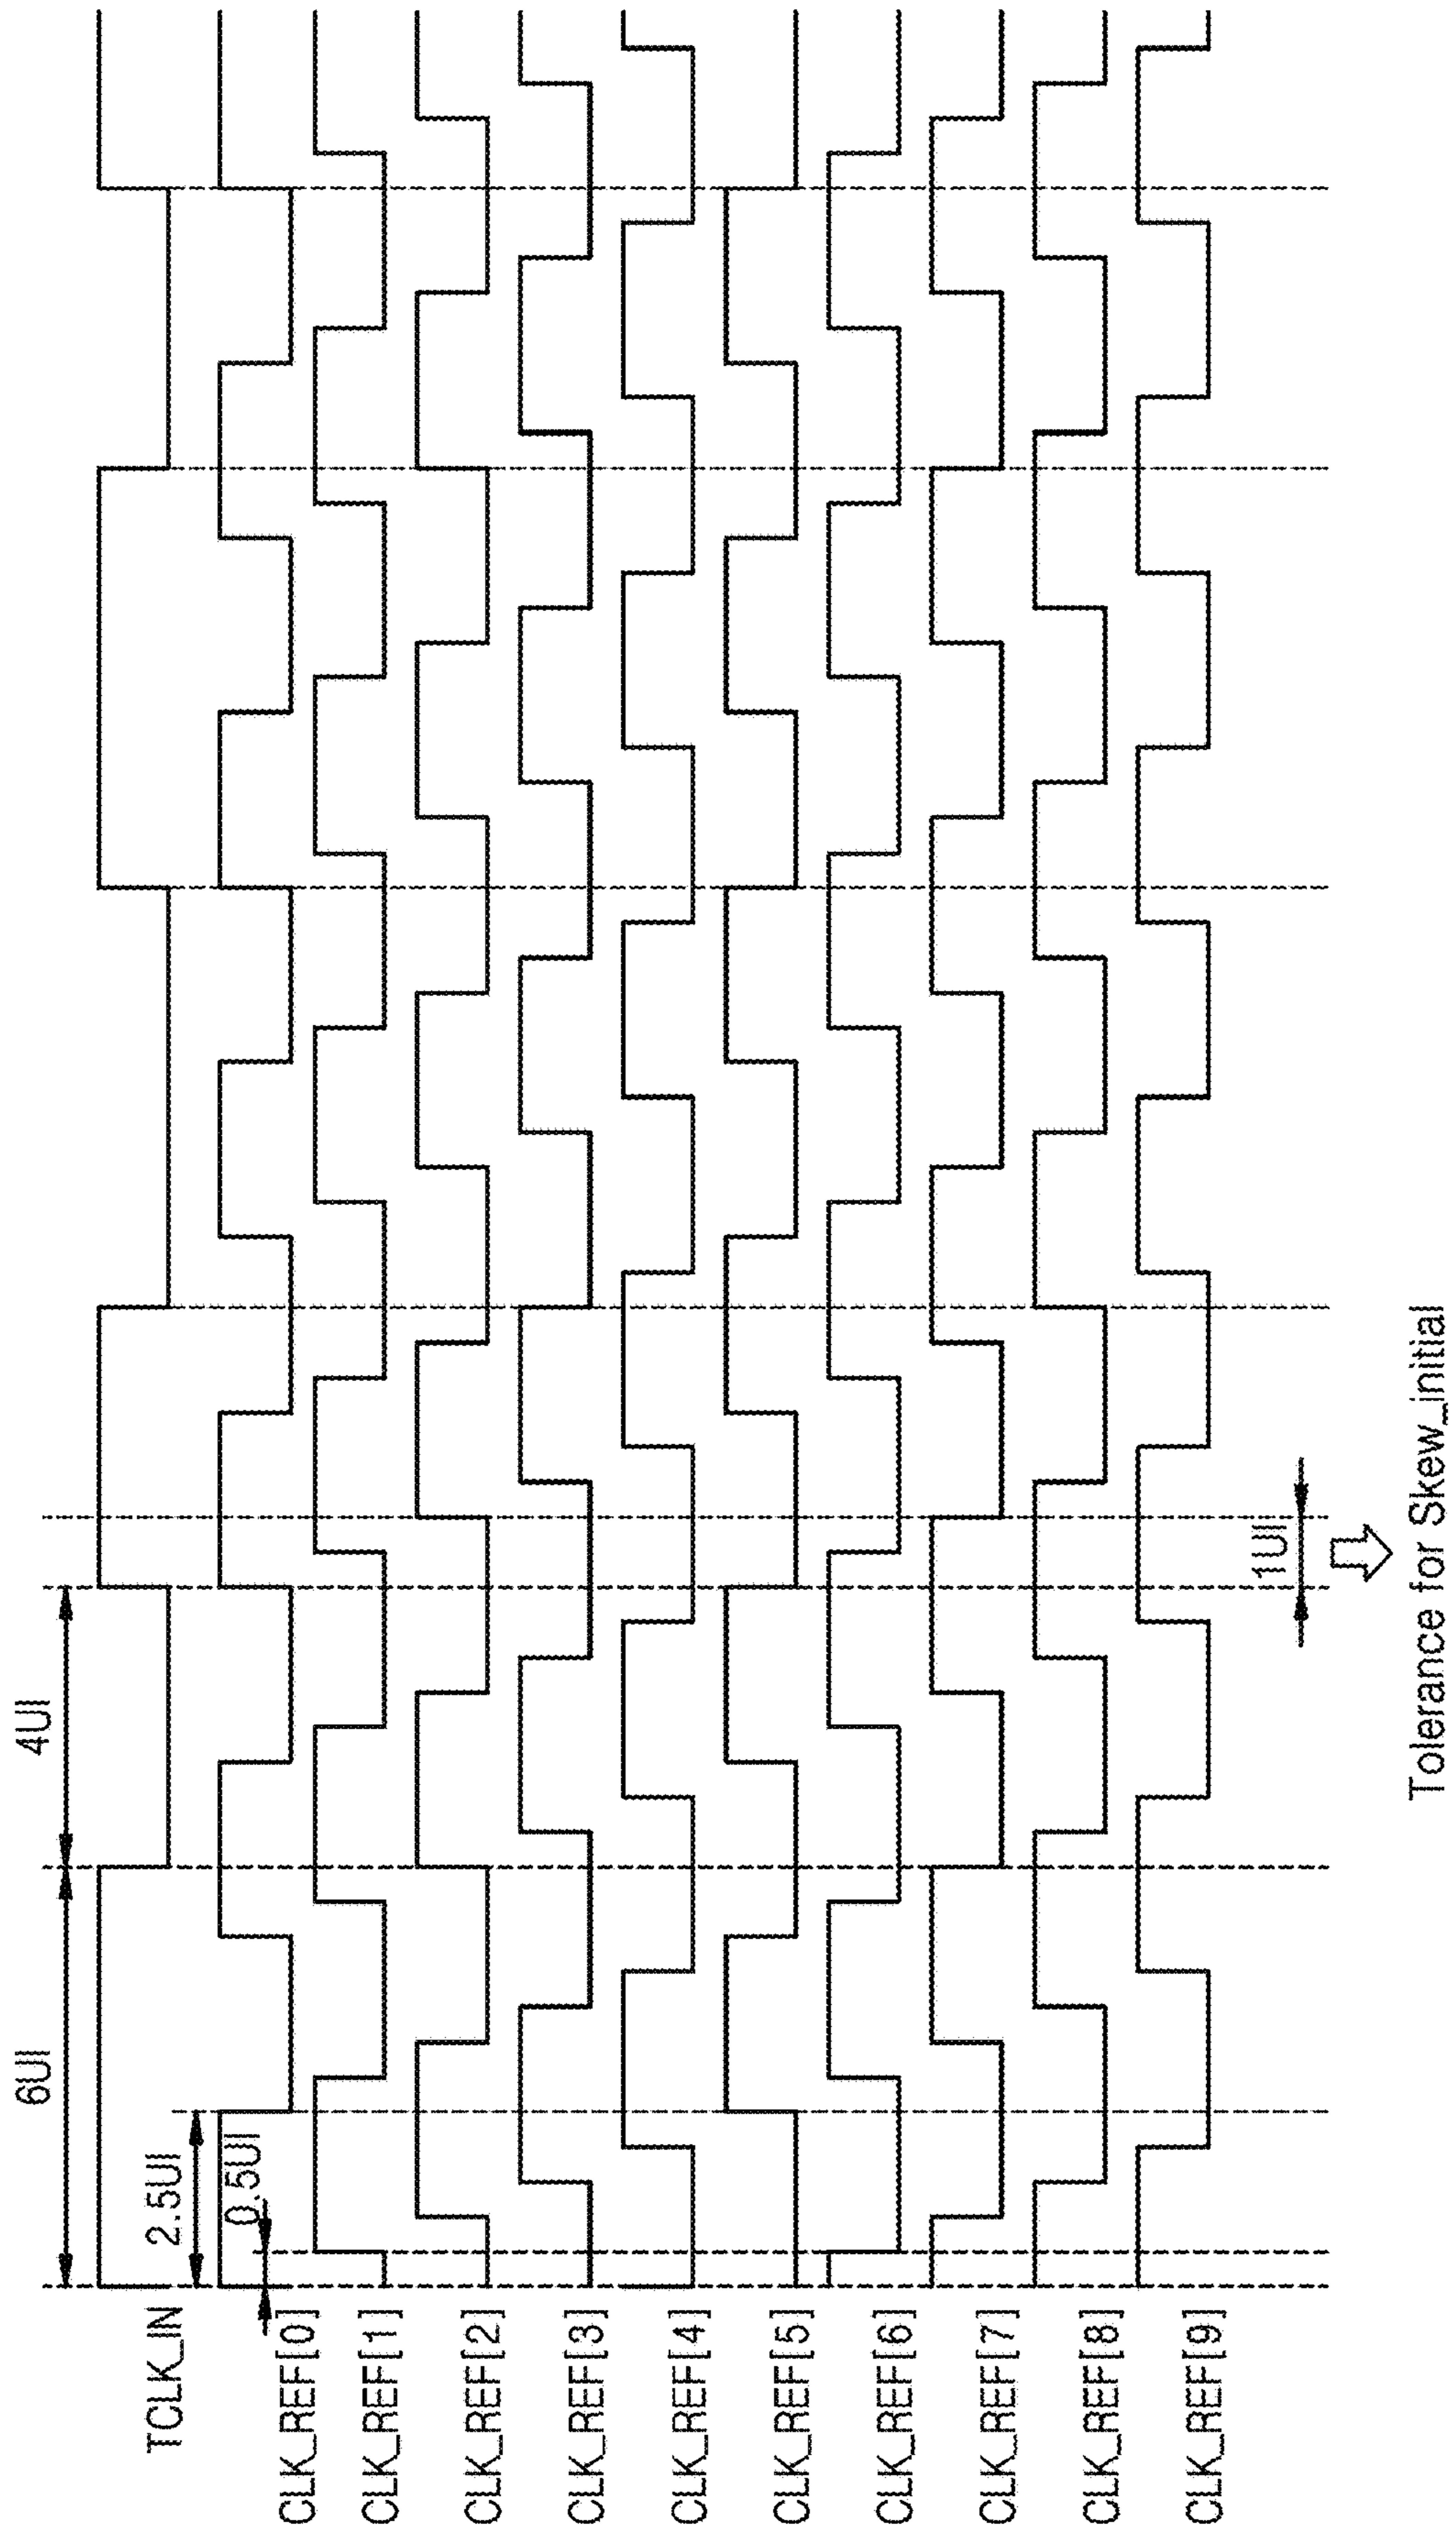 6UI
4UI
TCLK_IN
2.5UI
0.5UI
CLK_REF[0]
CLK_REF[1]
CLK_REF[2]
CLK_REF[3]
CLK_REF[4]
CLK_REF[5]
CLK_REF[6]
CLK_REF[7]
CLK_REF[8]
CLK_REF[9]
1UI
Tolerance for Skew_initial